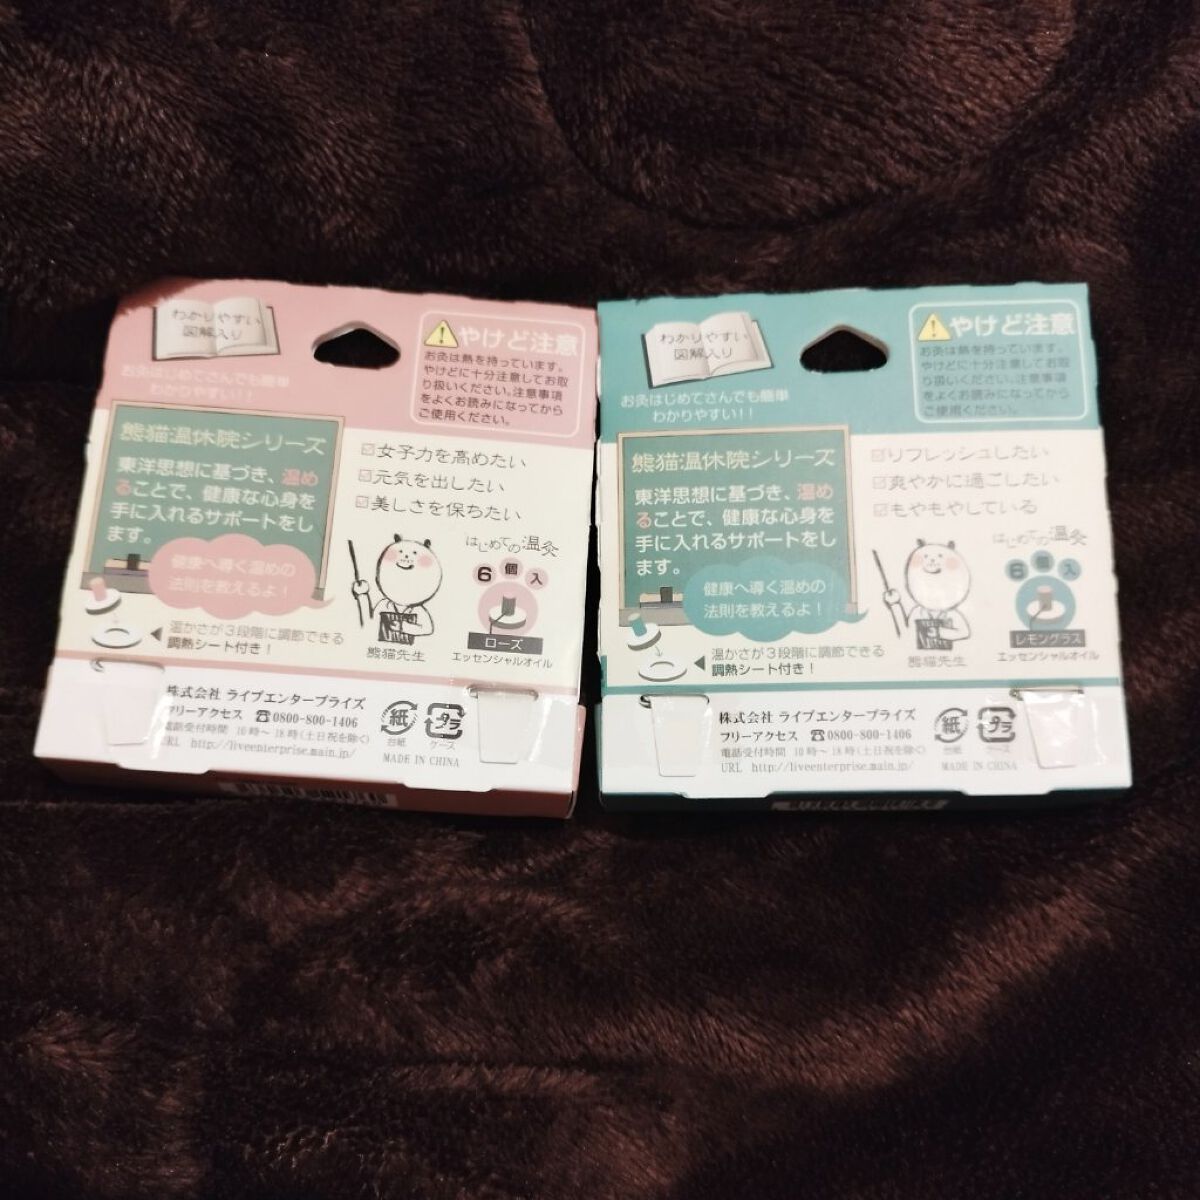 わかりやすい
図解入り
お灸はじめてさんでも簡単
わかりやすい!!
やけど注意
お灸は熱を持っています。
やけどに十分注意してお取
り扱いください。注意事項
をよくお読みになってから
ご使用ください。
熊猫温休院シリーズ
東洋思想に基づき、温め
ることで、健康な心身を
手に入れるサポートをし
ます。
健康へ導く温めの
法則を教えるよ!
女子力を高めたい
元気を出したい
美しさを保ちたい
はじめての温灸
6個入
ローズ
エッセンシャルオイル
熊猫先生
温かさが3段階に調節できる
調熱シート付き!
株式会社 ライブエンタープライズ
フリーアクセス ☎0800-800-1406
電話受付時間 10時~18時(土日祝を除く)
URL http://liveenterprise.main.jp/
紙
台紙
プラ
ケース
MADE IN CHINA
わかりやすい
図解入り
お灸はじめてさんでも簡単
わかりやすい!!
やけど注意
お灸は熱を持っています。
やけどに十分注意してお取
り扱いください。注意事項
をよくお読みになってから
ご使用ください。
熊猫温休院シリーズ
東洋思想に基づき、温め
ることで、健康な心身を
手に入れるサポートをし
ます。
健康へ導く温めの
法則を教えるよ!
リフレッシュしたい
爽やかに過ごしたい
もやもやしている
はじめての温灸
6個入
レモングラス
エッセンシャルオイル
熊猫先生
温かさが3段階に調節できる
調熱シート付き!
株式会社 ライブエンタープライズ
フリーアクセス ☎0800-800-1406
電話受付時間 10時~18時(土日祝を除く)
URL http://liveenterprise.main.jp/
紙
台紙
プラ
ケース
MADE IN CHINA